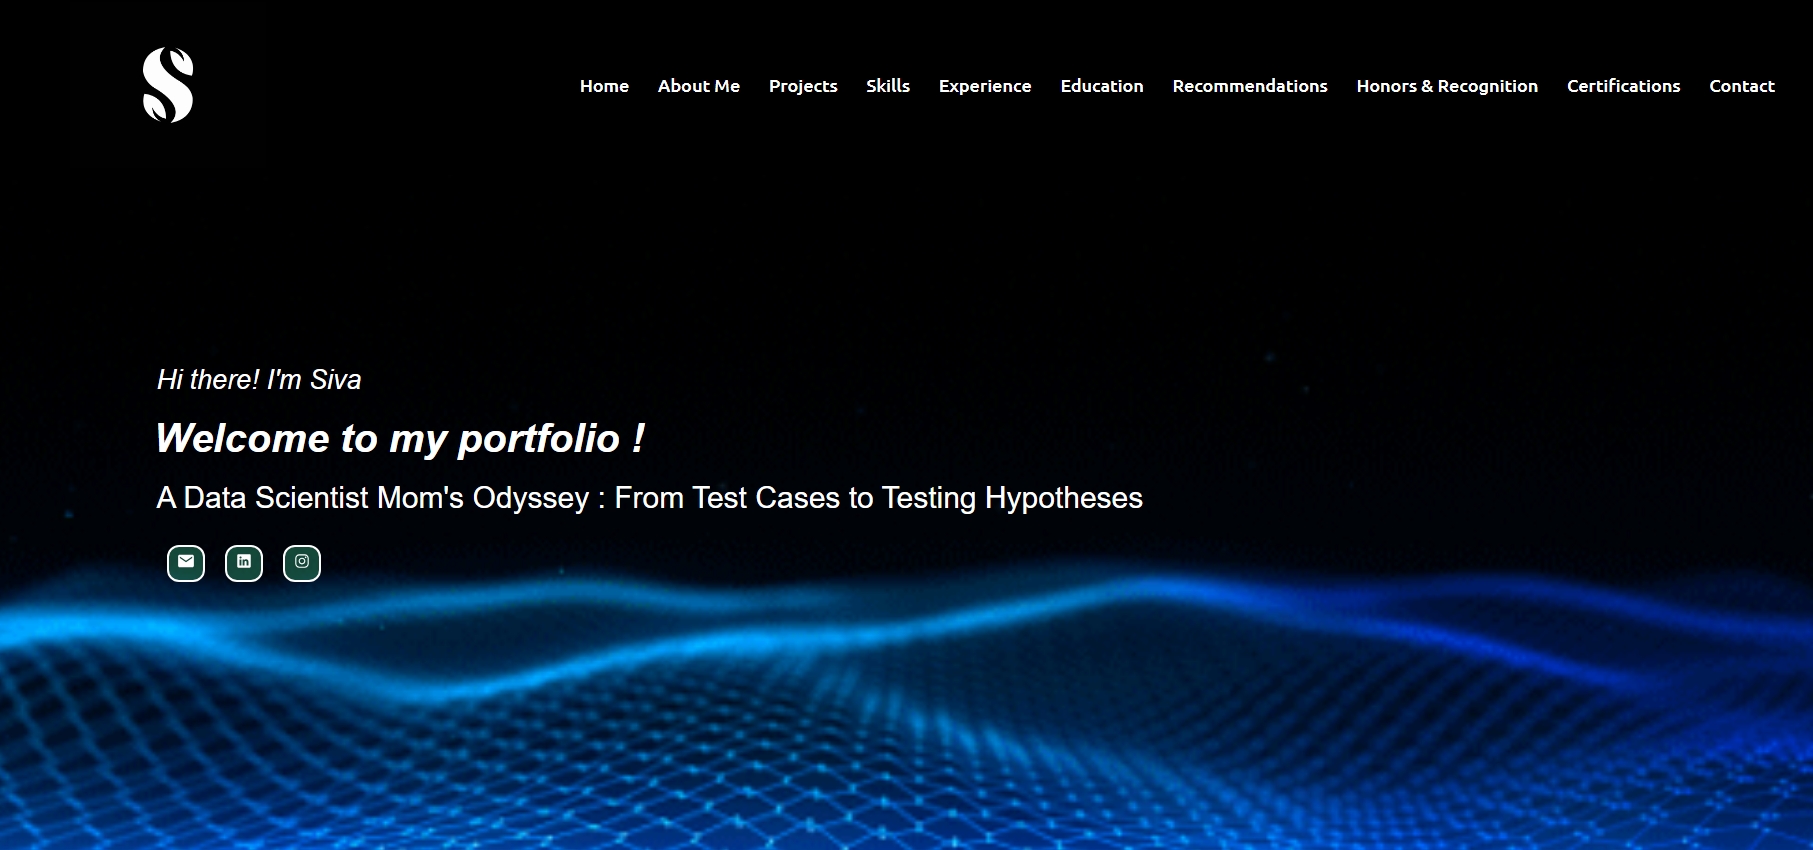 S
Home About Me Projects Skills Experience Education Recommendations Honors & Recognition Certifications Contact
Hi there! I'm Siva
Welcome to my portfolio !
A Data Scientist Mom's Odyssey : From Test Cases to Testing Hypotheses
in